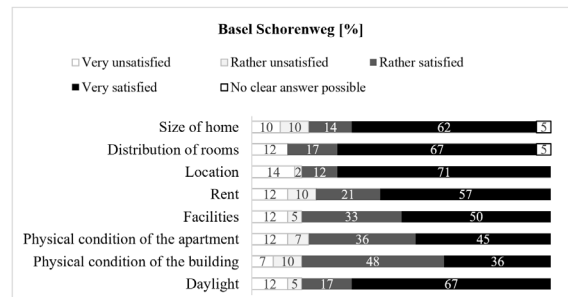 Basel Schorenweg [%]
Very unsatisfied Rather unsatisfied Rather satisfied
Very satisfied No clear answer possible
Size of home 10 10 14 62 5
Distribution of rooms 12 17 67 5
Location 14 2 12 71
Rent 12 10 21 57
Facilities 12 5 33 50
Physical condition of the apartment 12 7 36 45
Physical condition of the building 7 10 48 36
Daylight 12 5 17 67